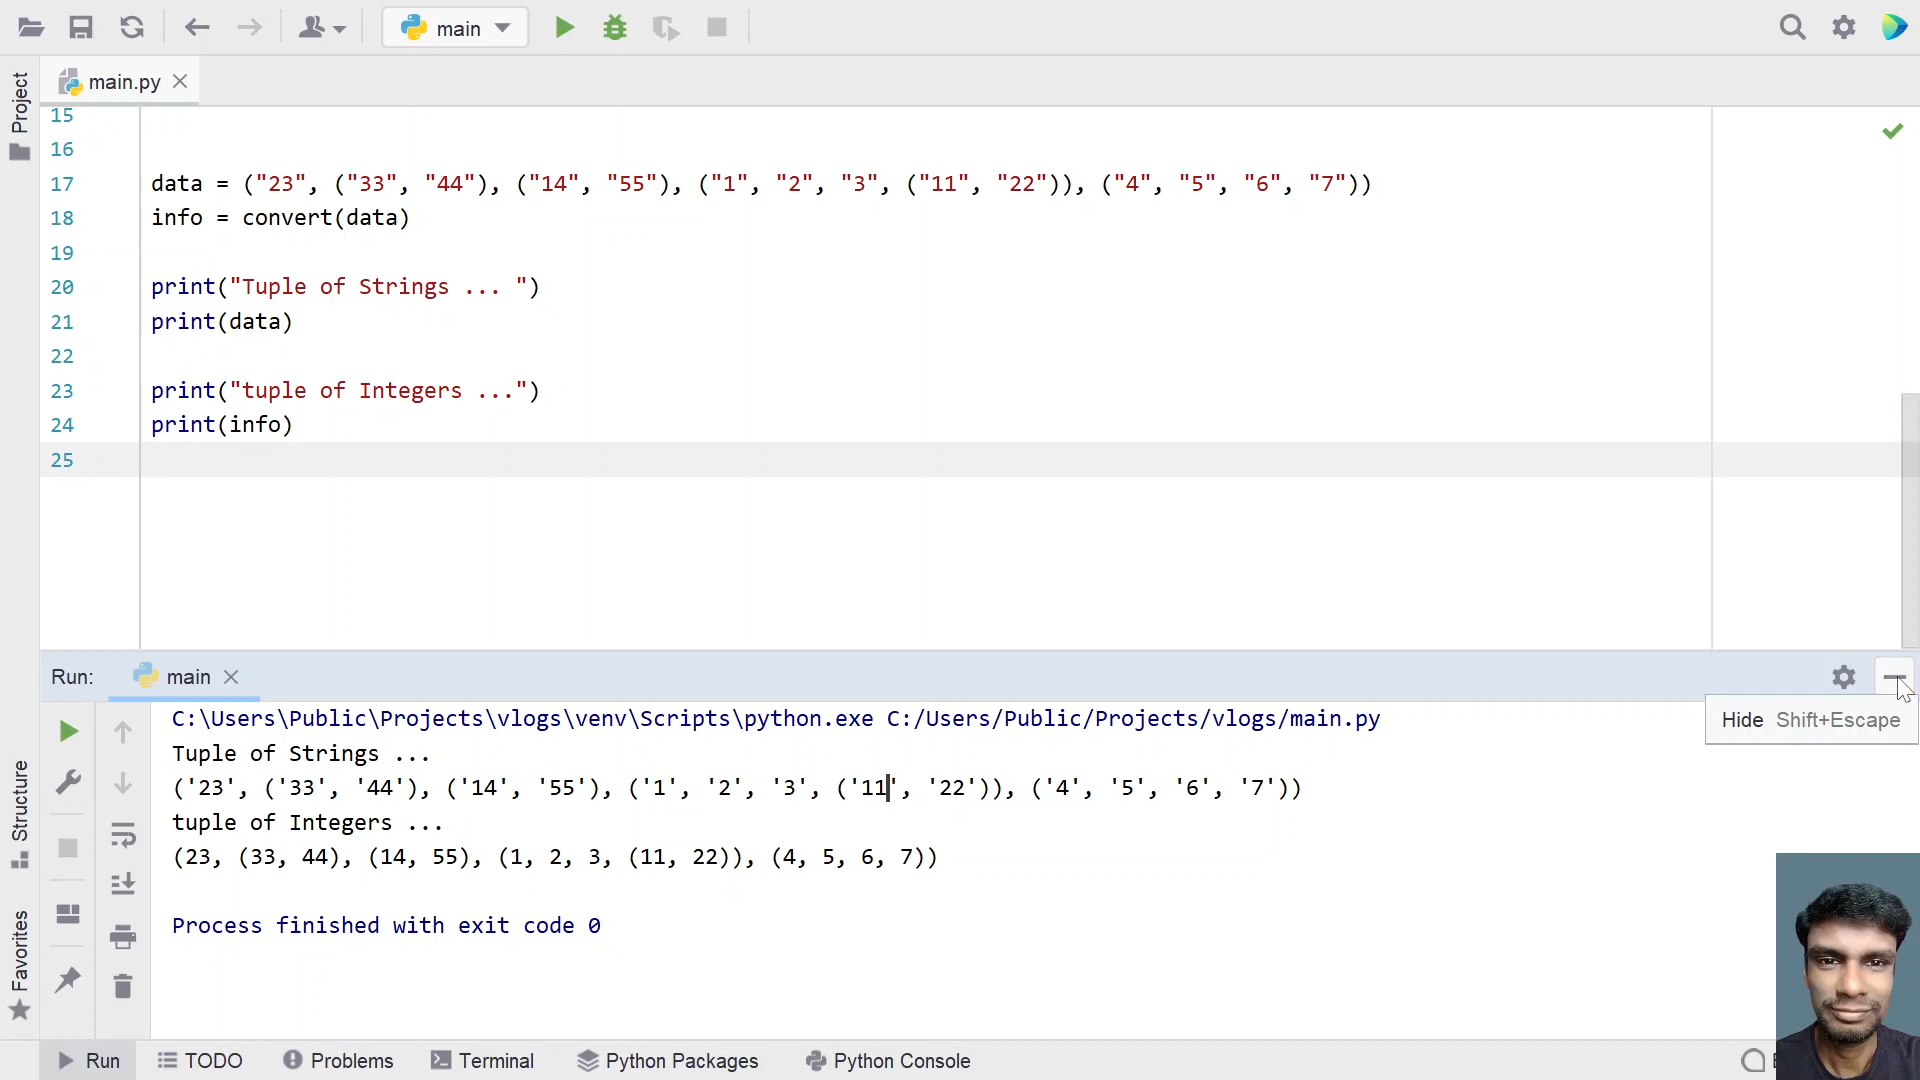 main
Project
main.py
15
16
17 data = ("23", ("33", "44"), ("14", "55"), ("1", "2", "3", ("11", "22")), ("4", "5", "6", "7"))
18 info = convert(data)
19
20 print("Tuple of Strings ... ")
21 print(data)
22
23 print("tuple of Integers ...")
24 print(info)
25
Run: main
Hide Shift+Escape
C:\Users\Public\Projects\vlogs\venv\Scripts\python.exe C:/Users/Public/Projects/vlogs/main.py
Tuple of Strings ...
('23', ('33', '44'), ('14', '55'), ('1', '2', '3', ('11', '22')), ('4', '5', '6', '7'))
tuple of Integers ...
(23, (33, 44), (14, 55), (1, 2, 3, (11, 22)), (4, 5, 6, 7))
Process finished with exit code 0
Structure
Favorites
Run TODO Problems Terminal Python Packages Python Console